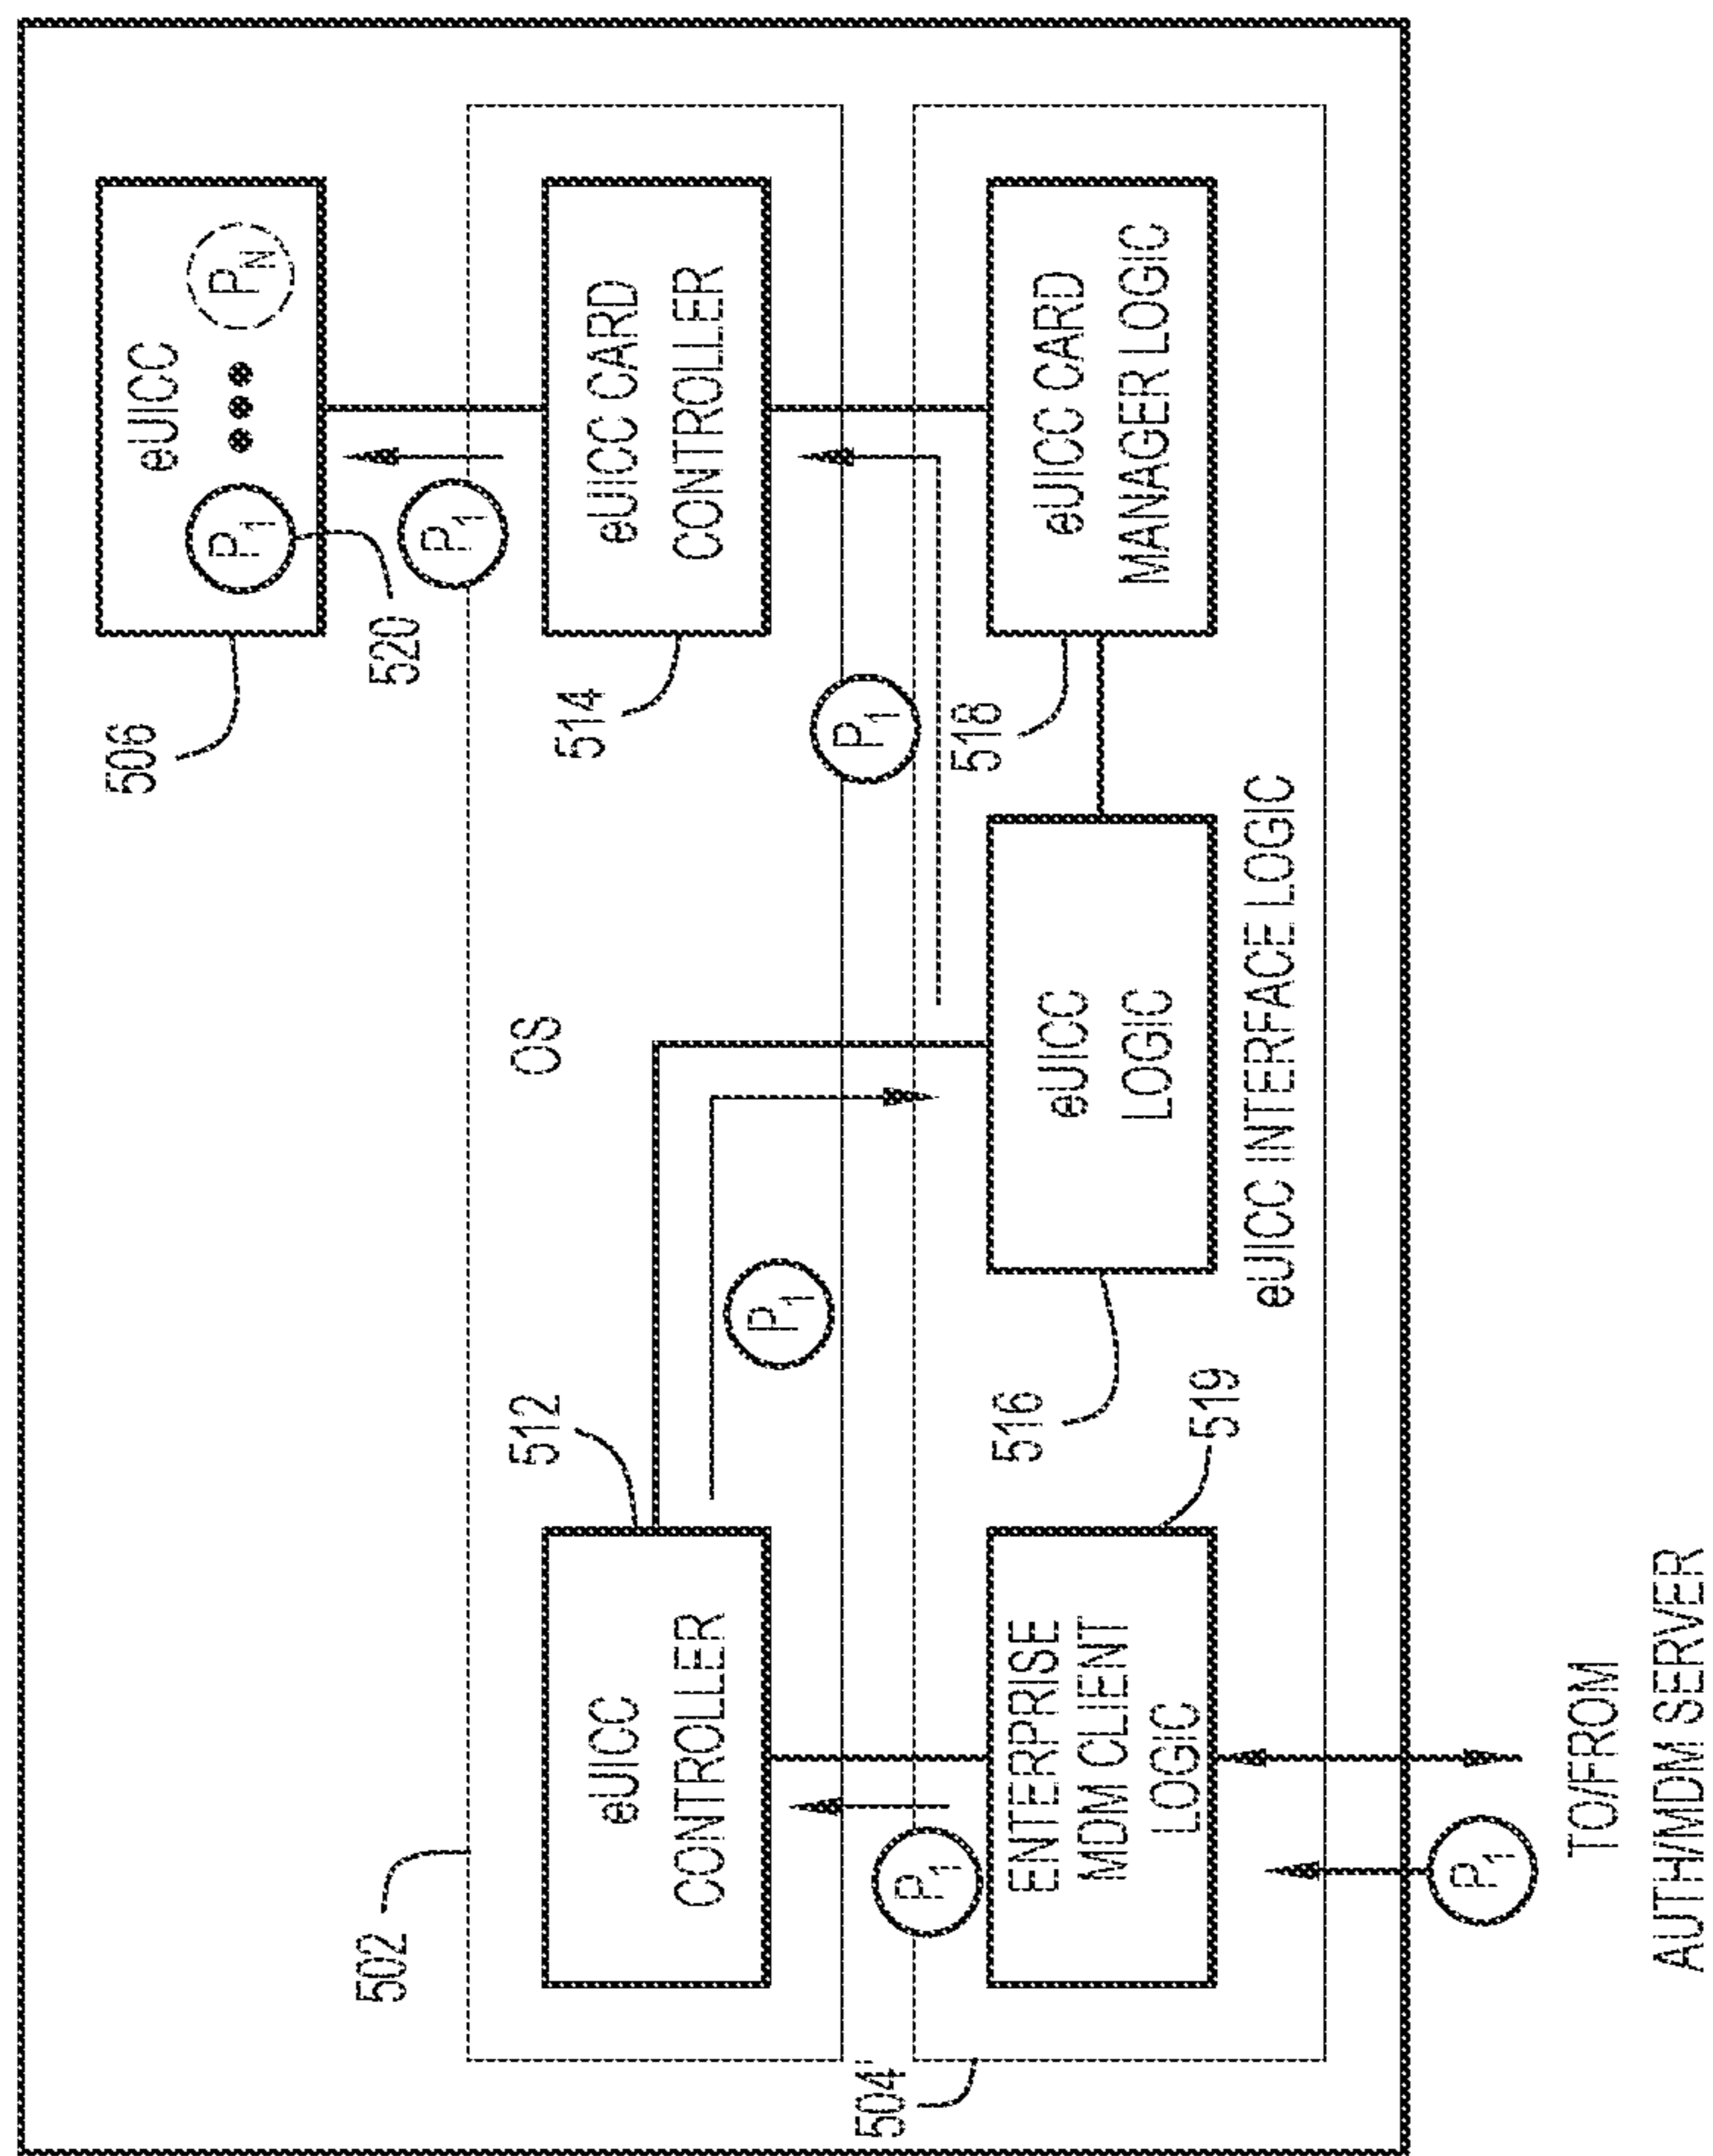 506
eUICC
P1 ••• PN
520
502
P1
512
OS
514
eUICC
CONTROLLER
eUICC CARD
CONTROLLER
P1
P1
504'
P1
518
516
ENTERPRISE
MDM CLIENT
LOGIC
519
eUICC
LOGIC
eUICC CARD
MANAGER LOGIC
eUICC INTERFACE LOGIC
P1
TO/FROM
AUTH/MDM SERVER